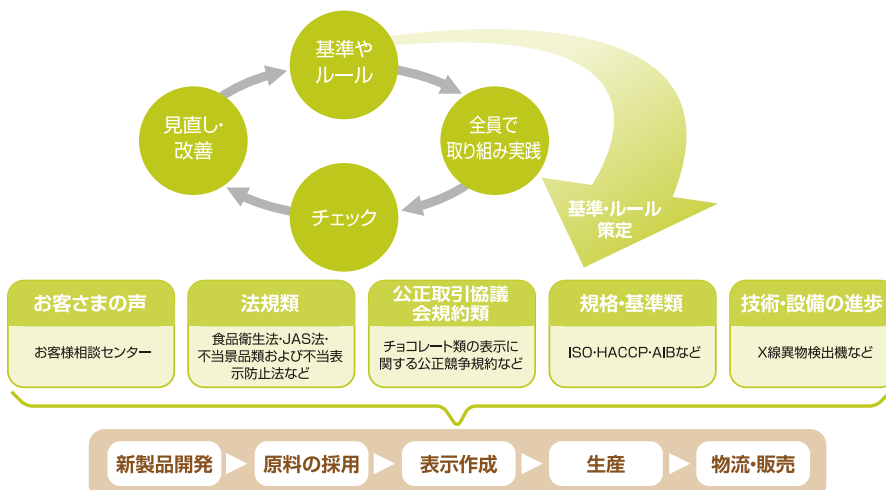 基準や
ルール
全員で
取り組み実践
チェック
見直し・
改善
基準・ルール
策定
お客さまの声
お客様相談センター
法規類
食品衛生法・JAS法・
不当景品類および不当表
示防止法など
公正取引協議
会規約類
チョコレート類の表示に
関する公正競争規約など
規格・基準類
ISO・HACCP・AIBなど
技術・設備の進歩
X線異物検出機など
新製品開発
原料の採用
表示作成
生産
物流・販売